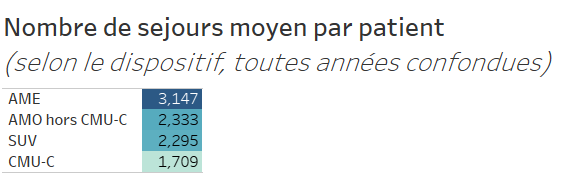 Nombre de sejours moyen par patient
(selon le dispositif, toutes années confondues)
AME 3,147
AMO hors CMU-C 2,333
SUV 2,295
CMU-C 1,709